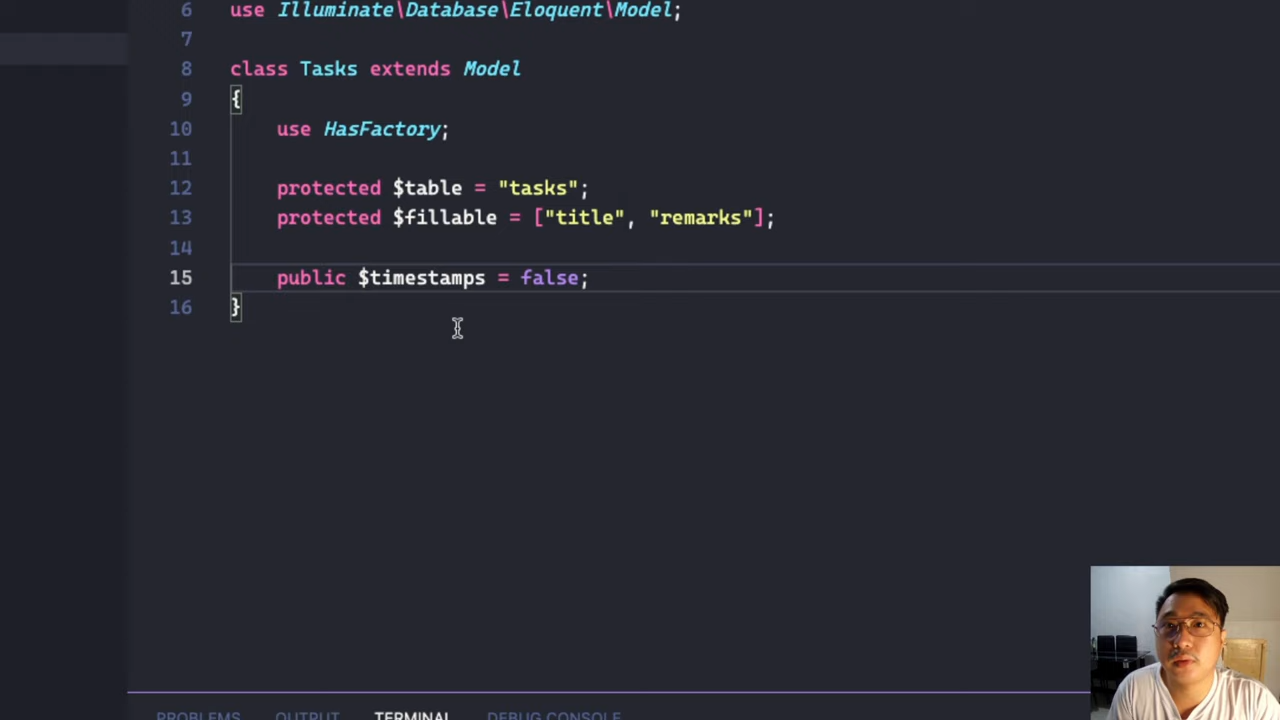 6 use Illuminate\Database\Eloquent\Model;
7
8 class Tasks extends Model
9 {
10 use HasFactory;
11
12 protected $table = "tasks";
13 protected $fillable = ["title", "remarks"];
14
15 public $timestamps = false;
16 }
PROBLEMS OUTPUT TERMINAL DEBUG CONSOLE